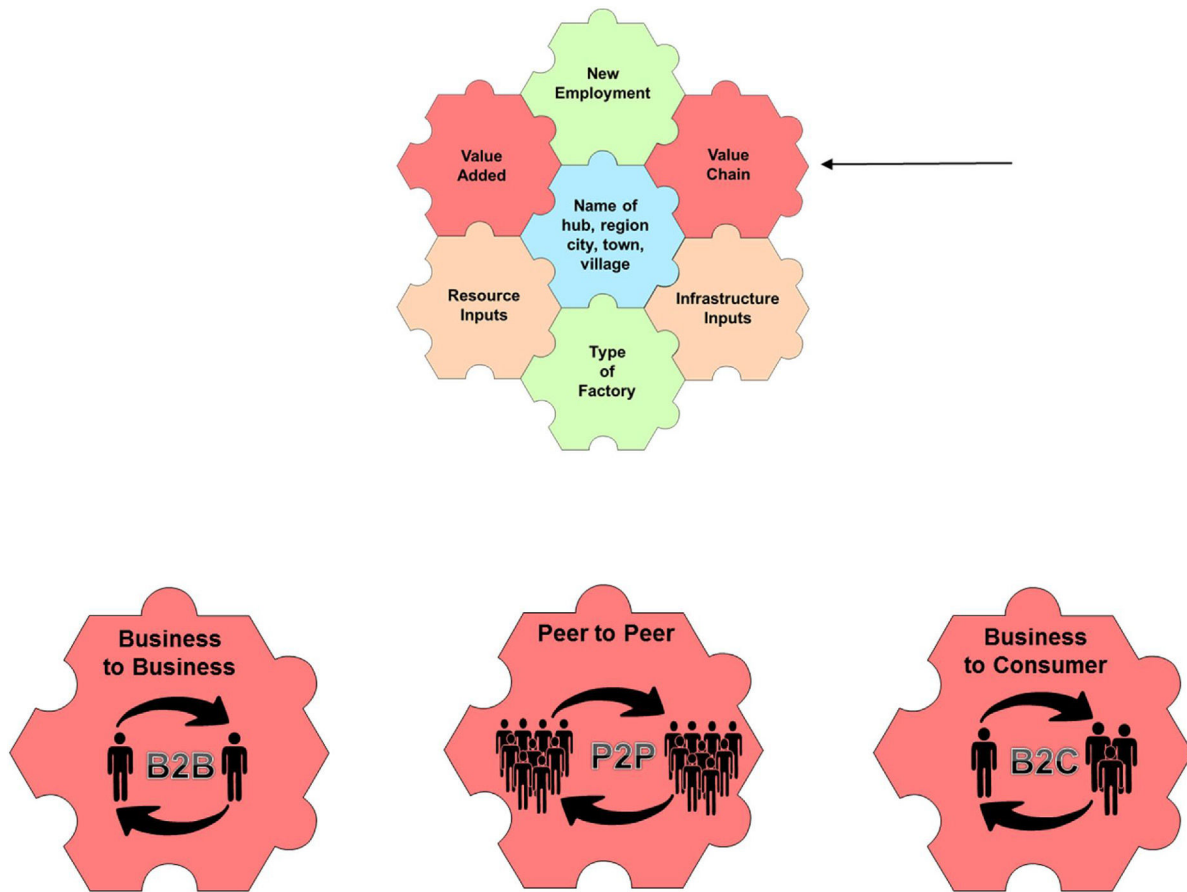 New
Employment
Value
Added
Value
Chain
Name of
hub, region
city, town,
village
Resource
Inputs
Infrastructure
Inputs
Type
of
Factory
Business
to Business
B2B
Peer to Peer
P2P
Business
to Consumer
B2C